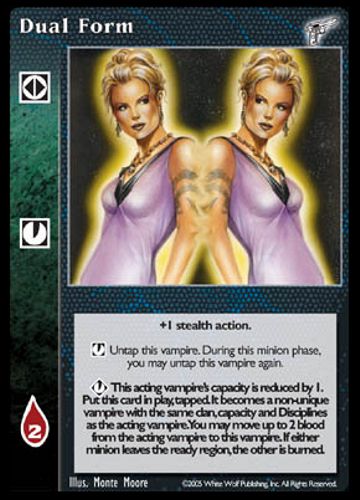 Dual Form
+1 stealth action.
Untap this vampire. During this minion phase,
you may untap this vampire again.
This acting vampire's capacity is reduced by 1.
Put this card in play, tapped. It becomes a non-unique
vampire with the same clan, capacity and Disciplines
as the acting vampire. You may move up to 2 blood
from the acting vampire to this vampire. If either
minion leaves the ready region, the other is burned.
2
Illus. Monte Moore
©2005 White Wolf Publishing, Inc. All Rights Reserved.